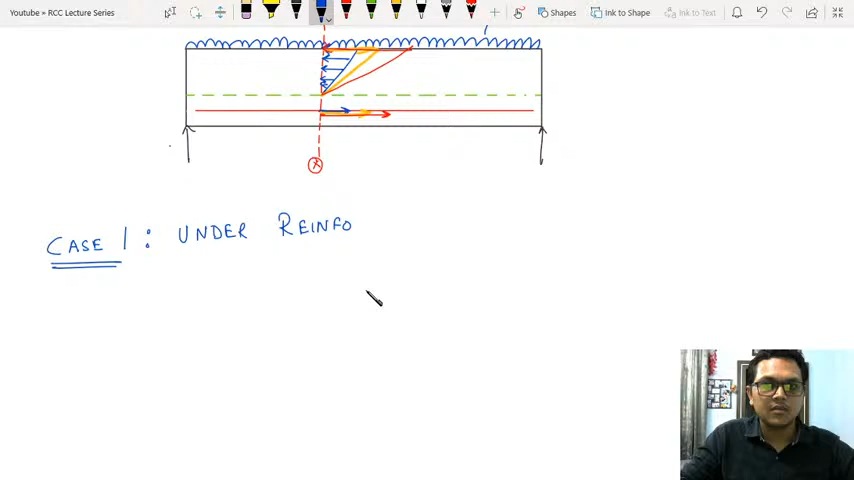 Youtube » RCC Lecture Series
Shapes
Ink to Shape
Ink to Text
X
CASE 1 : UNDER REINFO